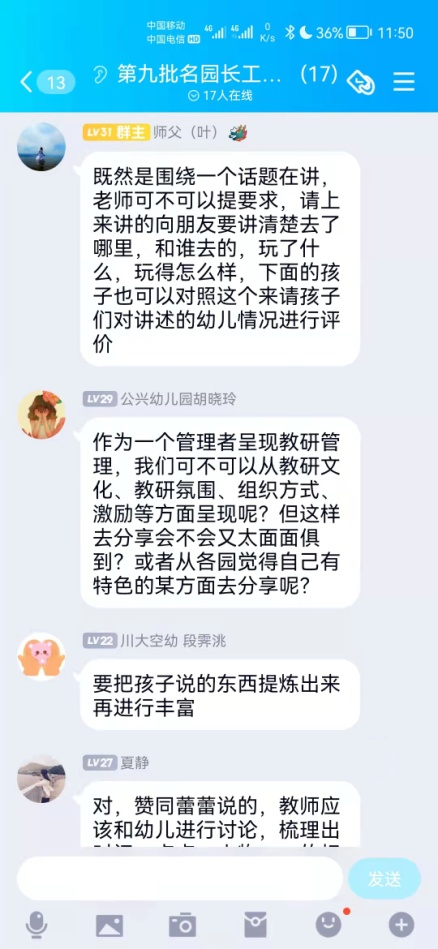 中国移动
中国电信 HD
4G 4G 0 K/s 36% 11:50
13 第九批名园长工... (17)
17人在线
LV31 群主 师父（叶）
既然是围绕一个话题在讲，
老师可不可以提要求，请上
来讲的向朋友要讲清楚去了
哪里，和谁去的，玩了什
么，玩得怎么样，下面的孩
子也可以对照这个来请孩子
们对讲述的幼儿情况进行评
价
LV29 公兴幼儿园胡晓玲
作为一个管理者呈现教研管
理，我们可不可以从教研文
化、教研氛围、组织方式、
激励等方面呈现呢？但这样
去分享会不会又太面面俱
到？或者从各园觉得自己有
特色的某方面去分享呢？
LV22 川大空幼 段霁洮
要把孩子说的东西提炼出来
再进行丰富
LV27 夏静
对，赞同蕾蕾说的，教师应
该和幼儿进行讨论，梳理出
发送